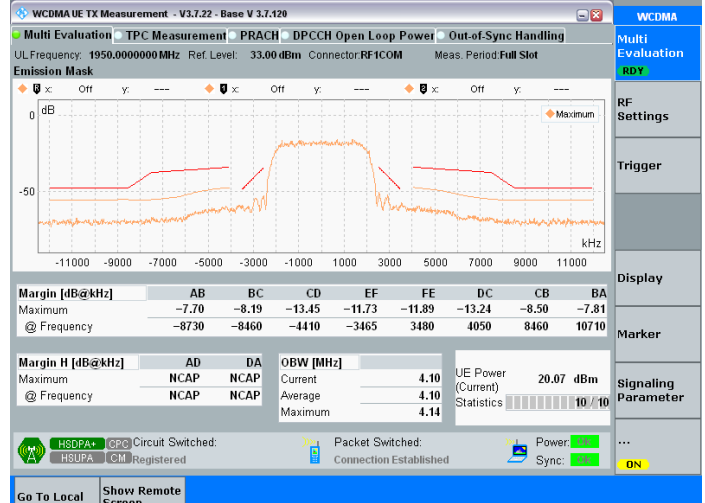 WCDMA UE TX Measurement - V3.7.22 - Base V 3.7.120
WCDMA
Multi Evaluation TPC Measurement PRACH DPCCH Open Loop Power Out-of-Sync Handling
UL Frequency: 1950.0000000 MHz Ref. Level: 33.00 dBm Connector:RF1COM Meas. Period:Full Slot
Emission Mask
R x: Off y: --- 1 x: Off y: --- 2 x: Off y: ---
dB
Maximum
0
-50
kHz
-11000 -9000 -7000 -5000 -3000 -1000 1000 3000 5000 7000 9000 11000
Margin [dB@kHz] AB BC CD EF FE DC CB BA
Maximum -7.70 -8.19 -13.45 -11.73 -11.89 -13.24 -8.50 -7.81
@ Frequency -8730 -8460 -4410 -3465 3480 4050 8460 10710
Margin H [dB@kHz] AD DA
Maximum NCAP NCAP
@ Frequency NCAP NCAP
OBW [MHz]
Current 4.10
Average 4.10
Maximum 4.14
UE Power
(Current) 20.07 dBm
Statistics 10 / 10
HSDPA+ CPC Circuit Switched:
HSUPA CM Registered
Packet Switched:
Connection Established
Power: OK
Sync: OK
Multi
Evaluation
RDY
RF
Settings
Trigger
Display
Marker
Signaling
Parameter
...
ON
Go To Local
Show Remote
Screen